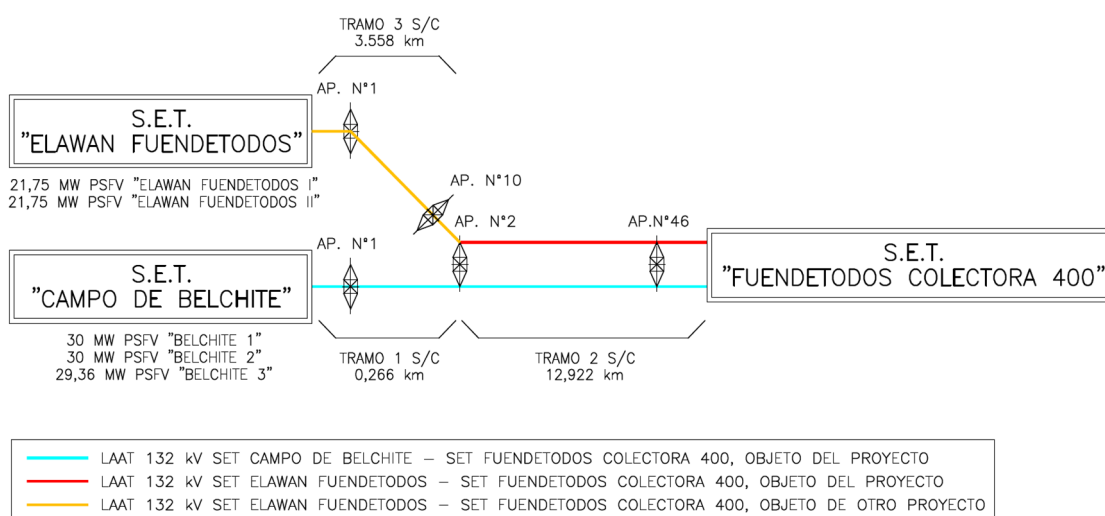 TRAMO 3 S/C
3.558 km
AP. N°1
S.E.T.
"ELAWAN FUENDETODOS"
21,75 MW PSFV "ELAWAN FUENDETODOS I"
21,75 MW PSFV "ELAWAN FUENDETODOS II"
AP. N°10
AP. N°2
AP.N°46
AP. N°1
S.E.T.
"CAMPO DE BELCHITE"
S.E.T.
"FUENDETODOS COLECTORA 400"
30 MW PSFV "BELCHITE 1"
30 MW PSFV "BELCHITE 2"
29,36 MW PSFV "BELCHITE 3"
TRAMO 1 S/C
0,266 km
TRAMO 2 S/C
12,922 km
LAAT 132 kV SET CAMPO DE BELCHITE – SET FUENDETODOS COLECTORA 400, OBJETO DEL PROYECTO
LAAT 132 kV SET ELAWAN FUENDETODOS – SET FUENDETODOS COLECTORA 400, OBJETO DEL PROYECTO
LAAT 132 kV SET ELAWAN FUENDETODOS – SET FUENDETODOS COLECTORA 400, OBJETO DE OTRO PROYECTO